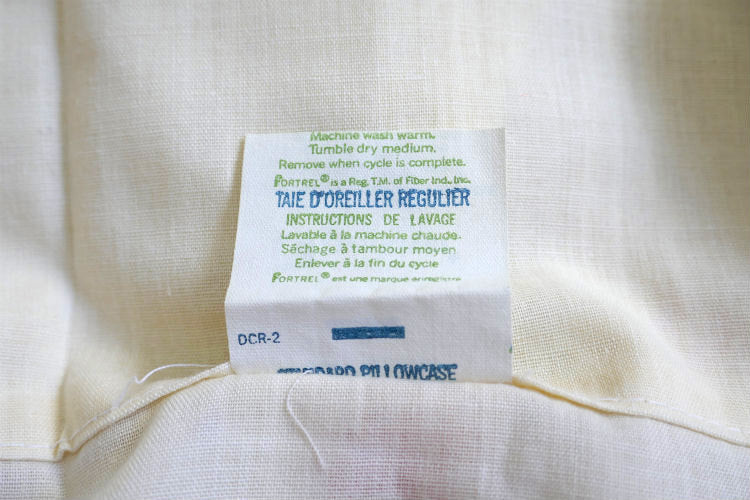 Machine wash warm.
Tumble dry medium.
Remove when cycle is complete.
FORTREL® is a Reg. T.M. of Fiber Ind., Inc.
TAIE D'OREILLER RÉGULIER
INSTRUCTIONS DE LAVAGE
Lavable à la machine chaude.
Séchage à tambour moyen
Enlever à la fin du cycle
FORTREL® est une marque enregistre
DCR-2
STANDARD PILLOWCASE